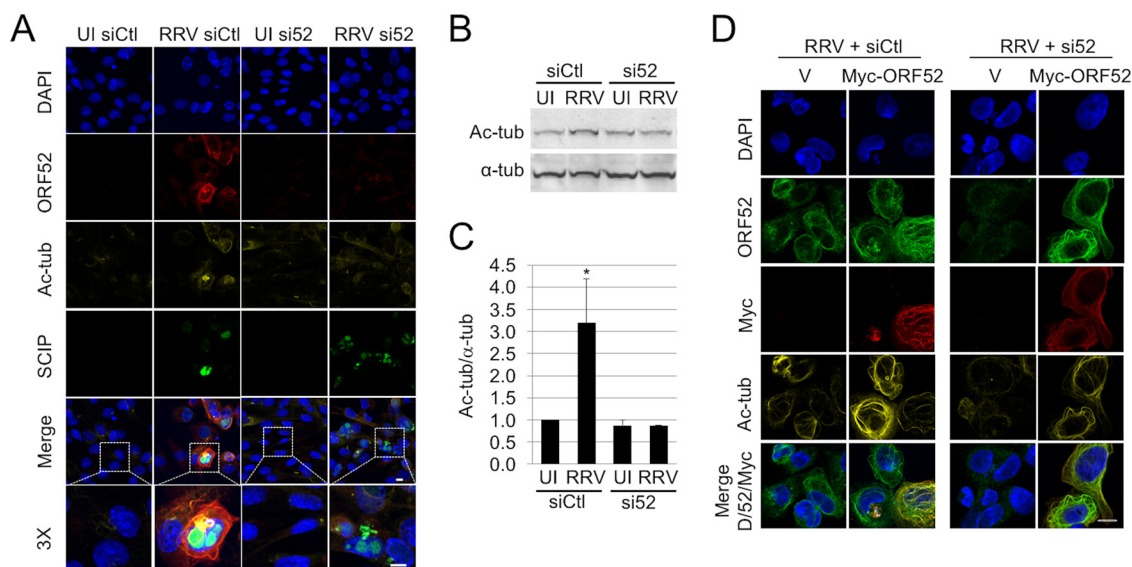 A
UI siCtl RRV siCtl UI si52 RRV si52
DAPI
ORF52
Ac-tub
SCIP
Merge
3X
B
siCtl si52
UI RRV UI RRV
Ac-tub
α-tub
C
Ac-tub/α-tub
4.5
4.0
3.5
3.0
2.5
2.0
1.5
1.0
0.5
0.0
*
UI RRV UI RRV
siCtl si52
D
RRV + siCtl RRV + si52
V Myc-ORF52 V Myc-ORF52
DAPI
ORF52
Myc
Ac-tub
Merge
D/52/Myc